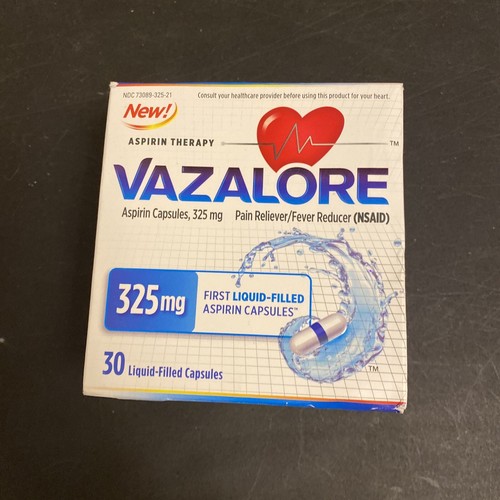 NDC 73089-325-21
Consult your healthcare provider before using this product for your heart.
New!
ASPIRIN THERAPY
TM
VAZALORE
Aspirin Capsules, 325 mg Pain Reliever/Fever Reducer (NSAID)
325mg
FIRST LIQUID-FILLED
ASPIRIN CAPSULES™
TM
30 Liquid-Filled Capsules